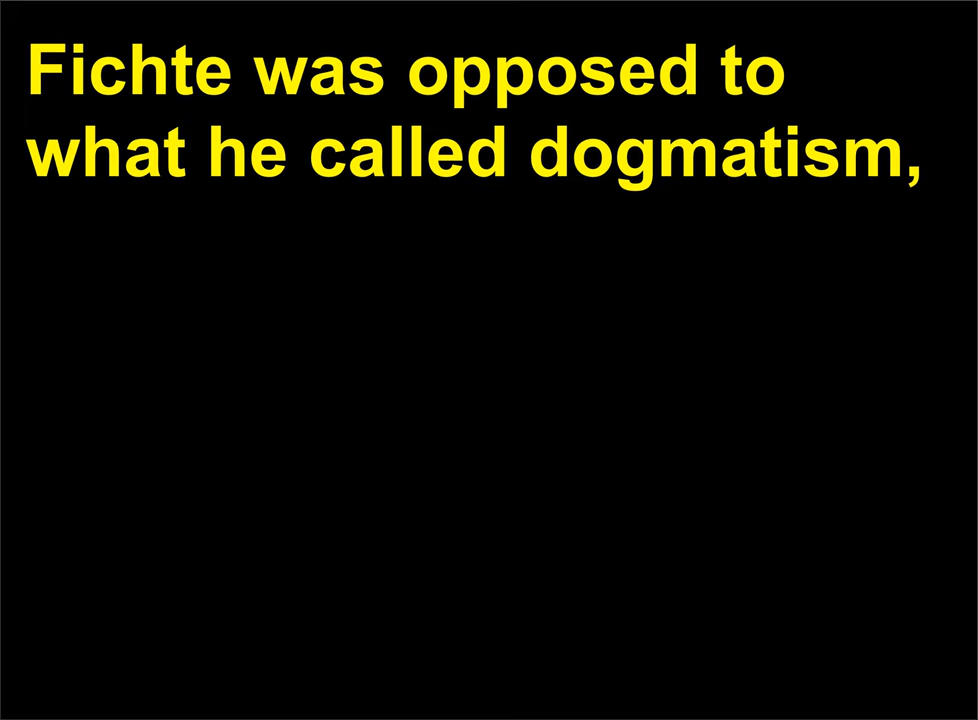 Fichte was opposed to
what he called dogmatism,